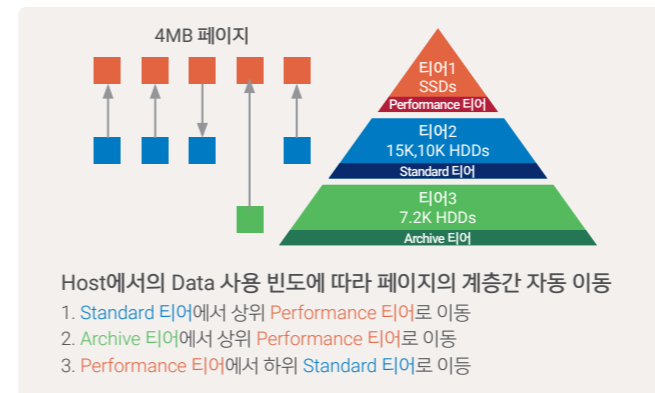 4MB 페이지
티어1
SSDs
Performance 티어
티어2
15K,10K HDDs
Standard 티어
티어3
7.2K HDDs
Archive 티어
Host에서의 Data 사용 빈도에 따라 페이지의 계층간 자동 이동
1. Standard 티어에서 상위 Performance 티어로 이동
2. Archive 티어에서 상위 Performance 티어로 이동
3. Performance 티어에서 하위 Standard 티어로 이등